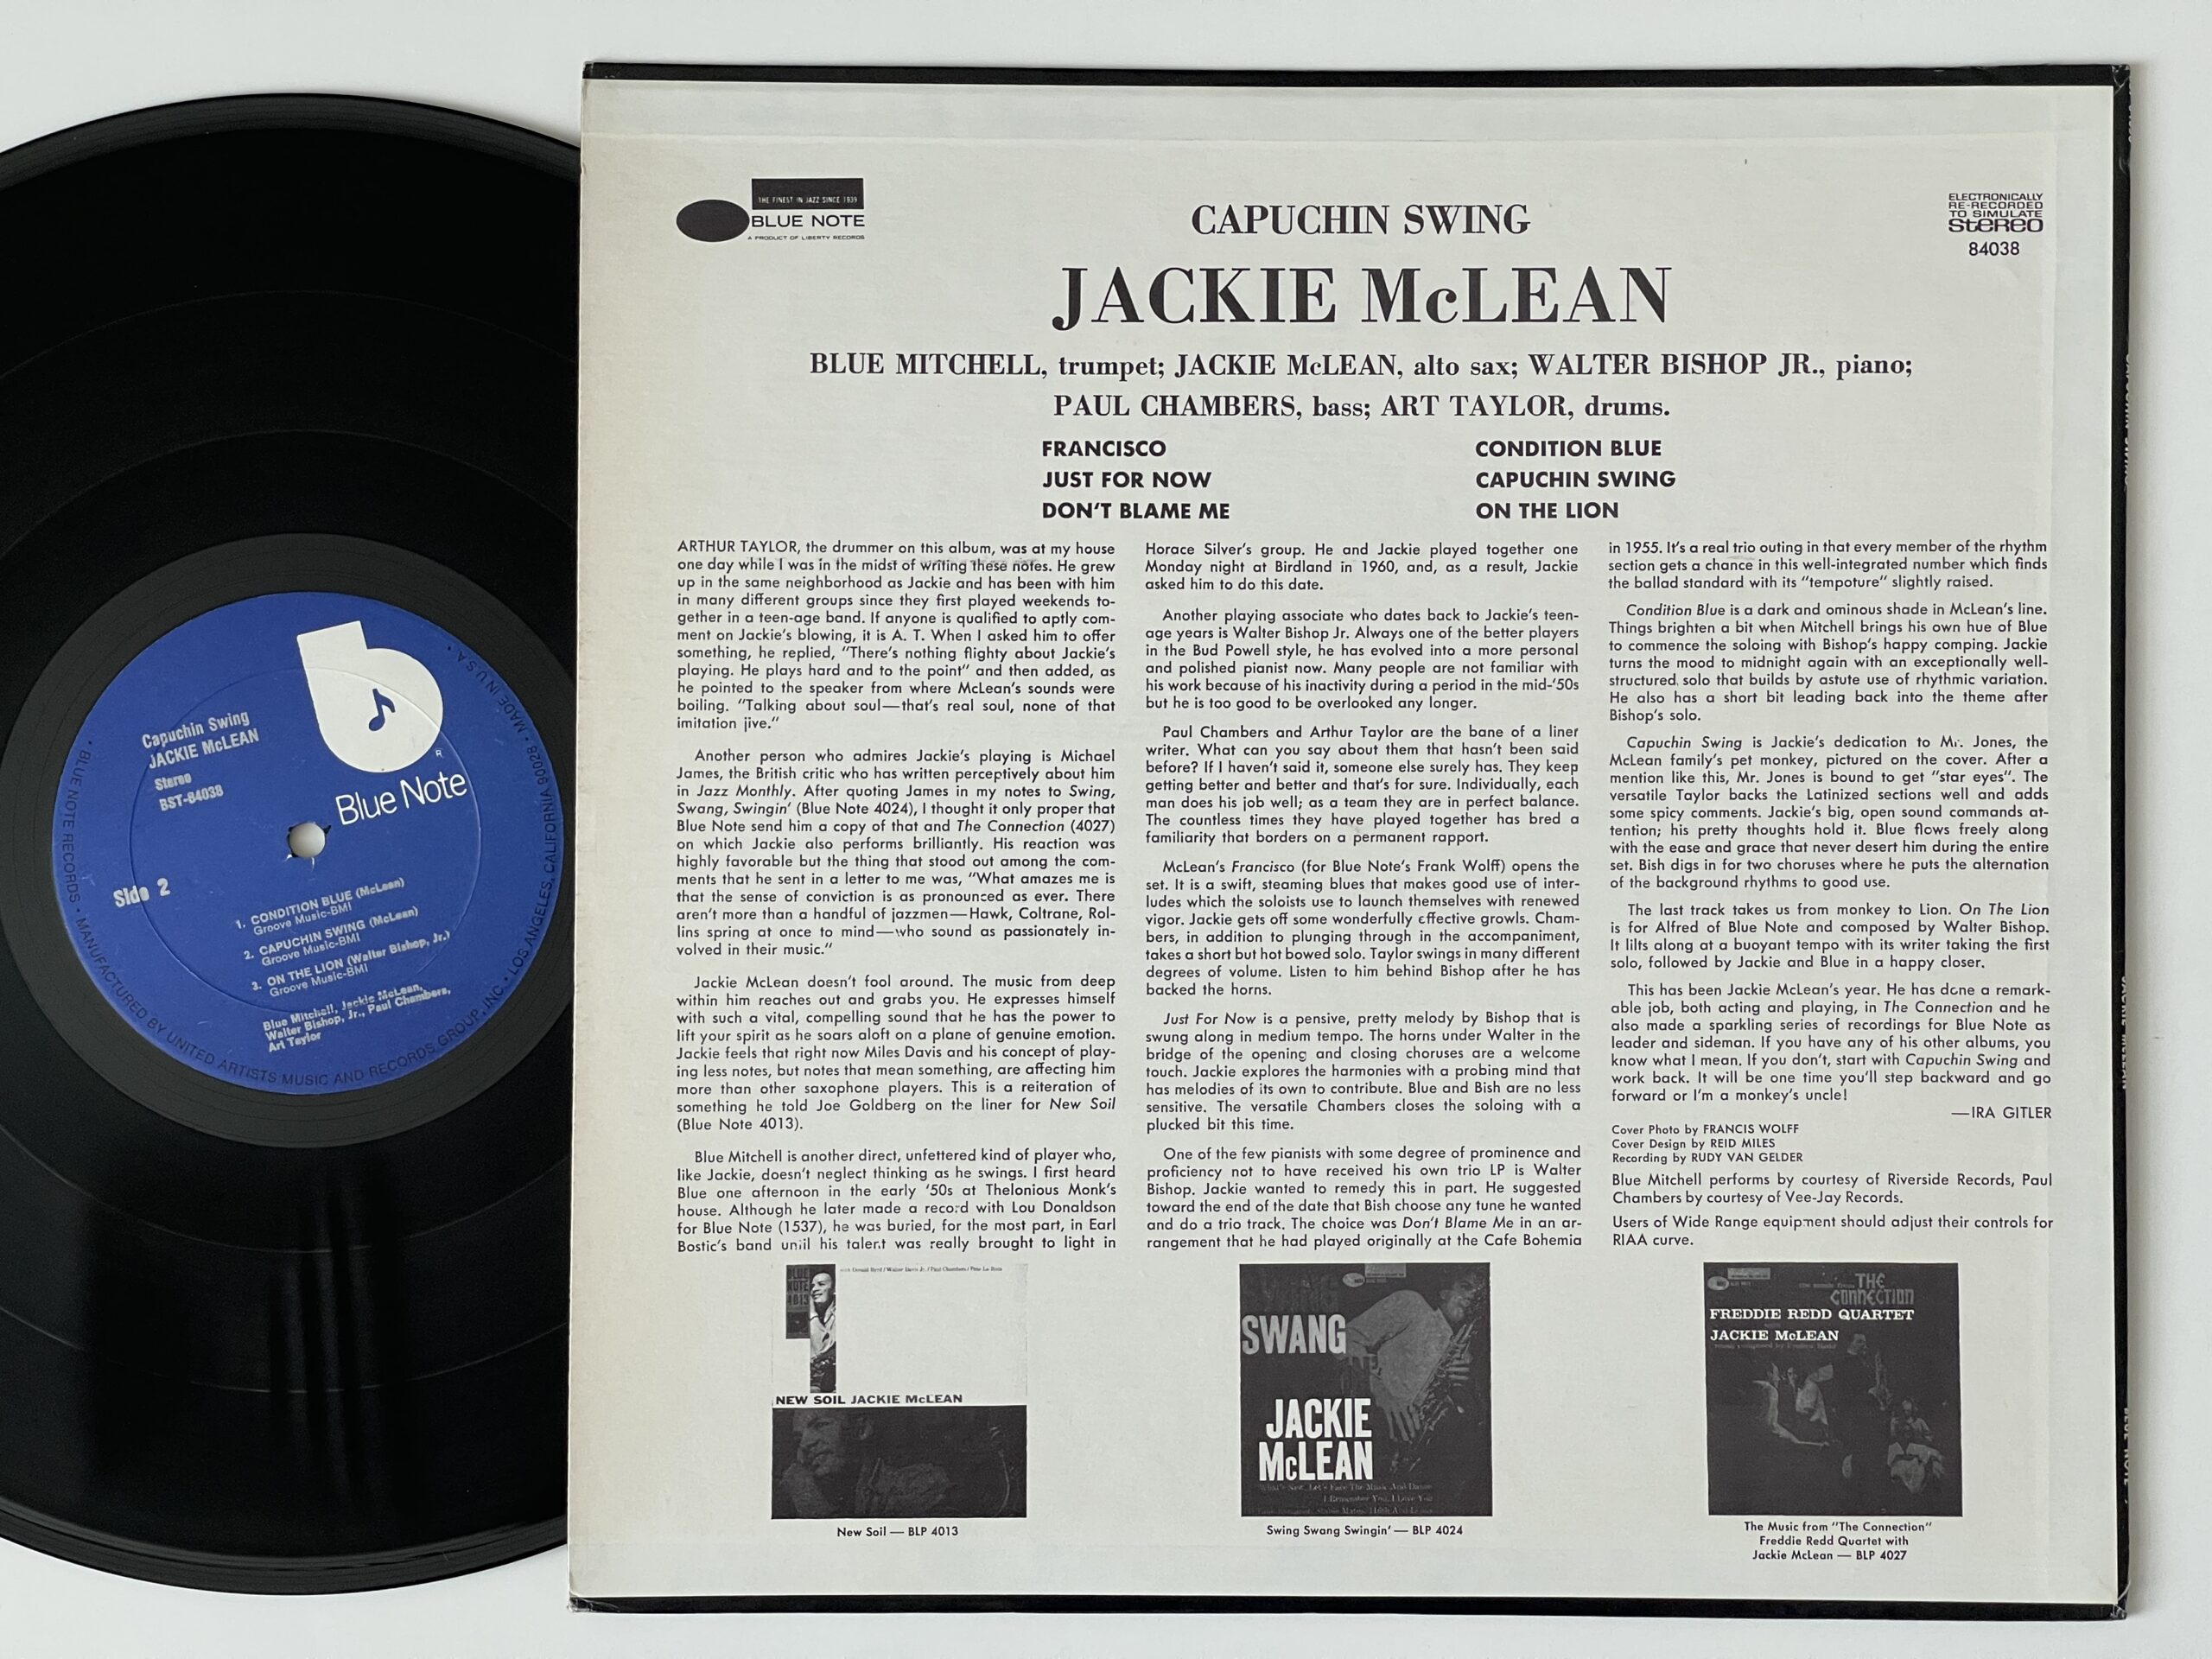 Capuchin Swing
JACKIE McLEAN
Stereo
BST-84038
Blue Note
®
Side 2
1. CONDITION BLUE (McLean)
Groove Music-BMI
2. CAPUCHIN SWING (McLean)
Groove Music-BMI
3. ON THE LION (Walter Bishop, Jr.)
Groove Music-BMI
Blue Mitchell, Jackie McLean,
Walter Bishop, Jr., Paul Chambers,
Art Taylor
• BLUE NOTE RECORDS • MANUFACTURED BY UNITED ARTISTS MUSIC AND RECORDS GROUP, INC. • LOS ANGELES, CALIFORNIA 90028 • MADE IN U.S.A. •
THE FINEST IN JAZZ SINCE 1939
BLUE NOTE
A PRODUCT OF LIBERTY RECORDS
CAPUCHIN SWING
ELECTRONICALLY
RE-RECORDED
TO SIMULATE
STEREO
84038
JACKIE McLEAN
BLUE MITCHELL, trumpet; JACKIE McLEAN, alto sax; WALTER BISHOP JR., piano;
PAUL CHAMBERS, bass; ART TAYLOR, drums.
FRANCISCO
JUST FOR NOW
DON'T BLAME ME
CONDITION BLUE
CAPUCHIN SWING
ON THE LION
ARTHUR TAYLOR, the drummer on this album, was at my house
one day while I was in the midst of writing these notes. He grew
up in the same neighborhood as Jackie and has been with him
in many different groups since they first played weekends to-
gether in a teen-age band. If anyone is qualified to aptly com-
ment on Jackie's blowing, it is A. T. When I asked him to offer
something, he replied, "There's nothing flighty about Jackie's
playing. He plays hard and to the point" and then added, as
he pointed to the speaker from where McLean's sounds were
boiling. "Talking about soul—that's real soul, none of that
imitation jive."
Another person who admires Jackie's playing is Michael
James, the British critic who has written perceptively about him
in Jazz Monthly. After quoting James in my notes to Swing,
Swang, Swingin' (Blue Note 4024), I thought it only proper that
Blue Note send him a copy of that and The Connection (4027)
on which Jackie also performs brilliantly. His reaction was
highly favorable but the thing that stood out among the com-
ments that he sent in a letter to me was, "What amazes me is
that the sense of conviction is as pronounced as ever. There
aren't more than a handful of jazzmen—Hawk, Coltrane, Rol-
lins spring at once to mind—who sound as passionately in-
volved in their music."
Jackie McLean doesn't fool around. The music from deep
within him reaches out and grabs you. He expresses himself
with such a vital, compelling sound that he has the power to
lift your spirit as he soars aloft on a plane of genuine emotion.
Jackie feels that right now Miles Davis and his concept of play-
ing less notes, but notes that mean something, are affecting him
more than other saxophone players. This is a reiteration of
something he told Joe Goldberg on the liner for New Soil
(Blue Note 4013).
Blue Mitchell is another direct, unfettered kind of player who,
like Jackie, doesn't neglect thinking as he swings. I first heard
Blue one afternoon in the early '50s at Thelonious Monk's
house. Although he later made a record with Lou Donaldson
for Blue Note (1537), he was buried, for the most part, in Earl
Bostic's band until his talent was really brought to light in
Horace Silver's group. He and Jackie played together one
Monday night at Birdland in 1960, and, as a result, Jackie
asked him to do this date.
Another playing associate who dates back to Jackie's teen-
age years is Walter Bishop Jr. Always one of the better players
in the Bud Powell style, he has evolved into a more personal
and polished pianist now. Many people are not familiar with
his work because of his inactivity during a period in the mid-'50s
but he is too good to be overlooked any longer.
Paul Chambers and Arthur Taylor are the bane of a liner
writer. What can you say about them that hasn't been said
before? If I haven't said it, someone else surely has. They keep
getting better and better and that's for sure. Individually, each
man does his job well; as a team they are in perfect balance.
The countless times they have played together has bred a
familiarity that borders on a permanent rapport.
McLean's Francisco (for Blue Note's Frank Wolff) opens the
set. It is a swift, steaming blues that makes good use of inter-
ludes which the soloists use to launch themselves with renewed
vigor. Jackie gets off some wonderfully effective growls. Cham-
bers, in addition to plunging through in the accompaniment,
takes a short but hot bowed solo. Taylor swings in many different
degrees of volume. Listen to him behind Bishop after he has
backed the horns.
Just For Now is a pensive, pretty melody by Bishop that is
swung along in medium tempo. The horns under Walter in the
bridge of the opening and closing choruses are a welcome
touch. Jackie explores the harmonies with a probing mind that
has melodies of its own to contribute. Blue and Bish are no less
sensitive. The versatile Chambers closes the soloing with a
plucked bit this time.
One of the few pianists with some degree of prominence and
proficiency not to have received his own trio LP is Walter
Bishop. Jackie wanted to remedy this in part. He suggested
toward the end of the date that Bish choose any tune he wanted
and do a trio track. The choice was Don't Blame Me in an ar-
rangement that he had played originally at the Cafe Bohemia
in 1955. It's a real trio outing in that every member of the rhythm
section gets a chance in this well-integrated number which finds
the ballad standard with its "tempoture" slightly raised.
Condition Blue is a dark and ominous shade in McLean's line.
Things brighten a bit when Mitchell brings his own hue of Blue
to commence the soloing with Bishop's happy comping. Jackie
turns the mood to midnight again with an exceptionally well-
structured solo that builds by astute use of rhythmic variation.
He also has a short bit leading back into the theme after
Bishop's solo.
Capuchin Swing is Jackie's dedication to Mr. Jones, the
McLean family's pet monkey, pictured on the cover. After a
mention like this, Mr. Jones is bound to get "star eyes". The
versatile Taylor backs the Latinized sections well and adds
some spicy comments. Jackie's big, open sound commands at-
tention; his pretty thoughts hold it. Blue flows freely along
with the ease and grace that never desert him during the entire
set. Bish digs in for two choruses where he puts the alternation
of the background rhythms to good use.
The last track takes us from monkey to Lion. On The Lion
is for Alfred of Blue Note and composed by Walter Bishop.
It lilts along at a buoyant tempo with its writer taking the first
solo, followed by Jackie and Blue in a happy closer.
This has been Jackie McLean's year. He has done a remark-
able job, both acting and playing, in The Connection and he
also made a sparkling series of recordings for Blue Note as
leader and sideman. If you have any of his other albums, you
know what I mean. If you don't, start with Capuchin Swing and
work back. It will be one time you'll step backward and go
forward or I'm a monkey's uncle!
—IRA GITLER
Cover Photo by FRANCIS WOLFF
Cover Design by REID MILES
Recording by RUDY VAN GELDER
Blue Mitchell performs by courtesy of Riverside Records, Paul
Chambers by courtesy of Vee-Jay Records.
Users of Wide Range equipment should adjust their controls for
RIAA curve.
BLUE
NOTE
4013
with Donald Byrd / Walter Davis Jr. / Paul Chambers / Pete La Roca
NEW SOIL JACKIE McLEAN
New Soil — BLP 4013
SWANG
JACKIE
McLEAN
Swing Swang Swingin' — BLP 4024
THE
CONNECTION
FREDDIE REDD QUARTET
JACKIE McLEAN
The Music from "The Connection"
Freddie Redd Quartet with
Jackie McLean — BLP 4027